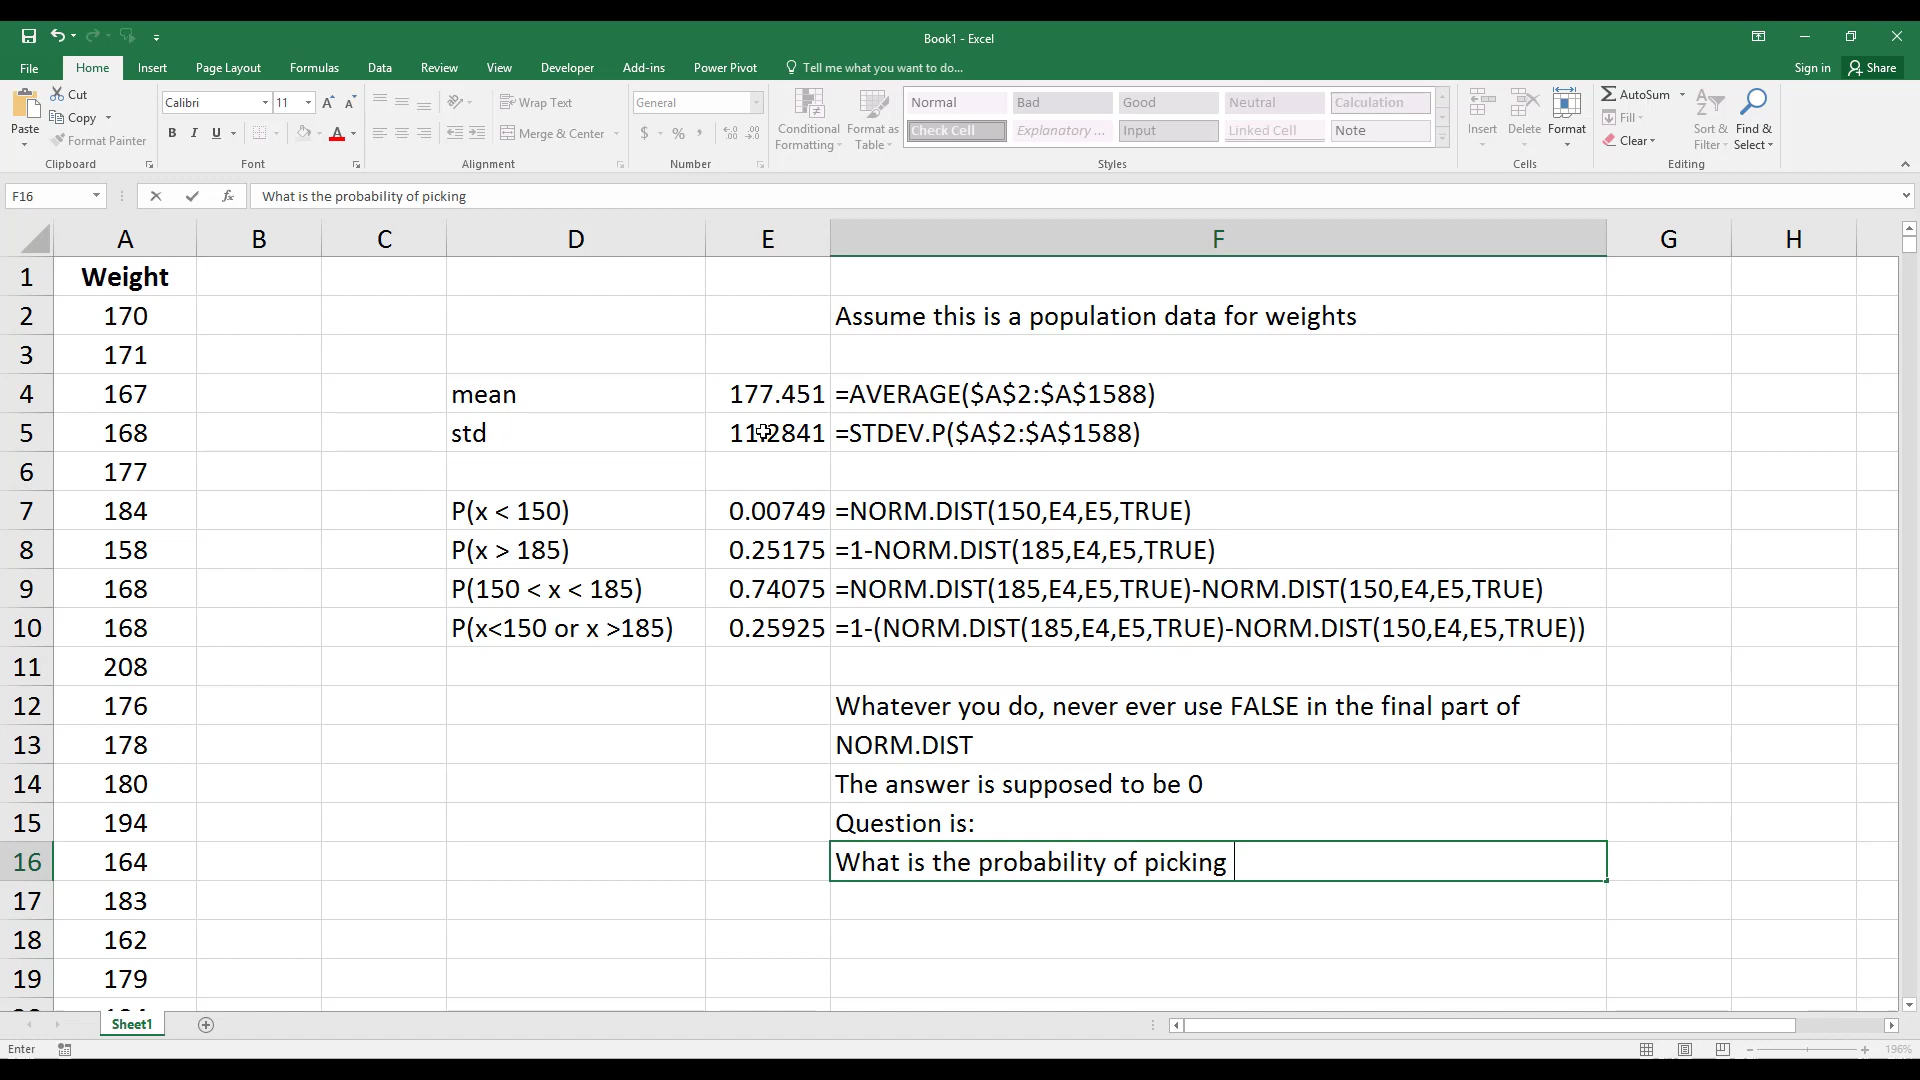 Book1 - Excel
File Home Insert Page Layout Formulas Data Review View Developer Add-ins Power Pivot Tell me what you want to do... Sign in Share
Paste
Cut
Copy
Format Painter
Clipboard
Calibri 11
B I U
Font
Wrap Text
Merge & Center
Alignment
General
$ % ,
Number
Conditional Formatting
Format as Table
Normal Bad Good Neutral Calculation
Check Cell Explanatory ... Input Linked Cell Note
Styles
Insert Delete Format
Cells
AutoSum
Fill
Clear
Sort & Filter
Find & Select
Editing
F16 fx What is the probability of picking
A B C D E F G H
1 Weight
2 170 Assume this is a population data for weights
3 171
4 167 mean 177.451 =AVERAGE($A$2:$A$1588)
5 168 std 11.2841 =STDEV.P($A$2:$A$1588)
6 177
7 184 P(x < 150) 0.00749 =NORM.DIST(150,E4,E5,TRUE)
8 158 P(x > 185) 0.25175 =1-NORM.DIST(185,E4,E5,TRUE)
9 168 P(150 < x < 185) 0.74075 =NORM.DIST(185,E4,E5,TRUE)-NORM.DIST(150,E4,E5,TRUE)
10 168 P(x<150 or x >185) 0.25925 =1-(NORM.DIST(185,E4,E5,TRUE)-NORM.DIST(150,E4,E5,TRUE))
11 208
12 176 Whatever you do, never ever use FALSE in the final part of
13 178 NORM.DIST
14 180 The answer is supposed to be 0
15 194 Question is:
16 164 What is the probability of picking
17 183
18 162
19 179
Sheet1
Enter 196%